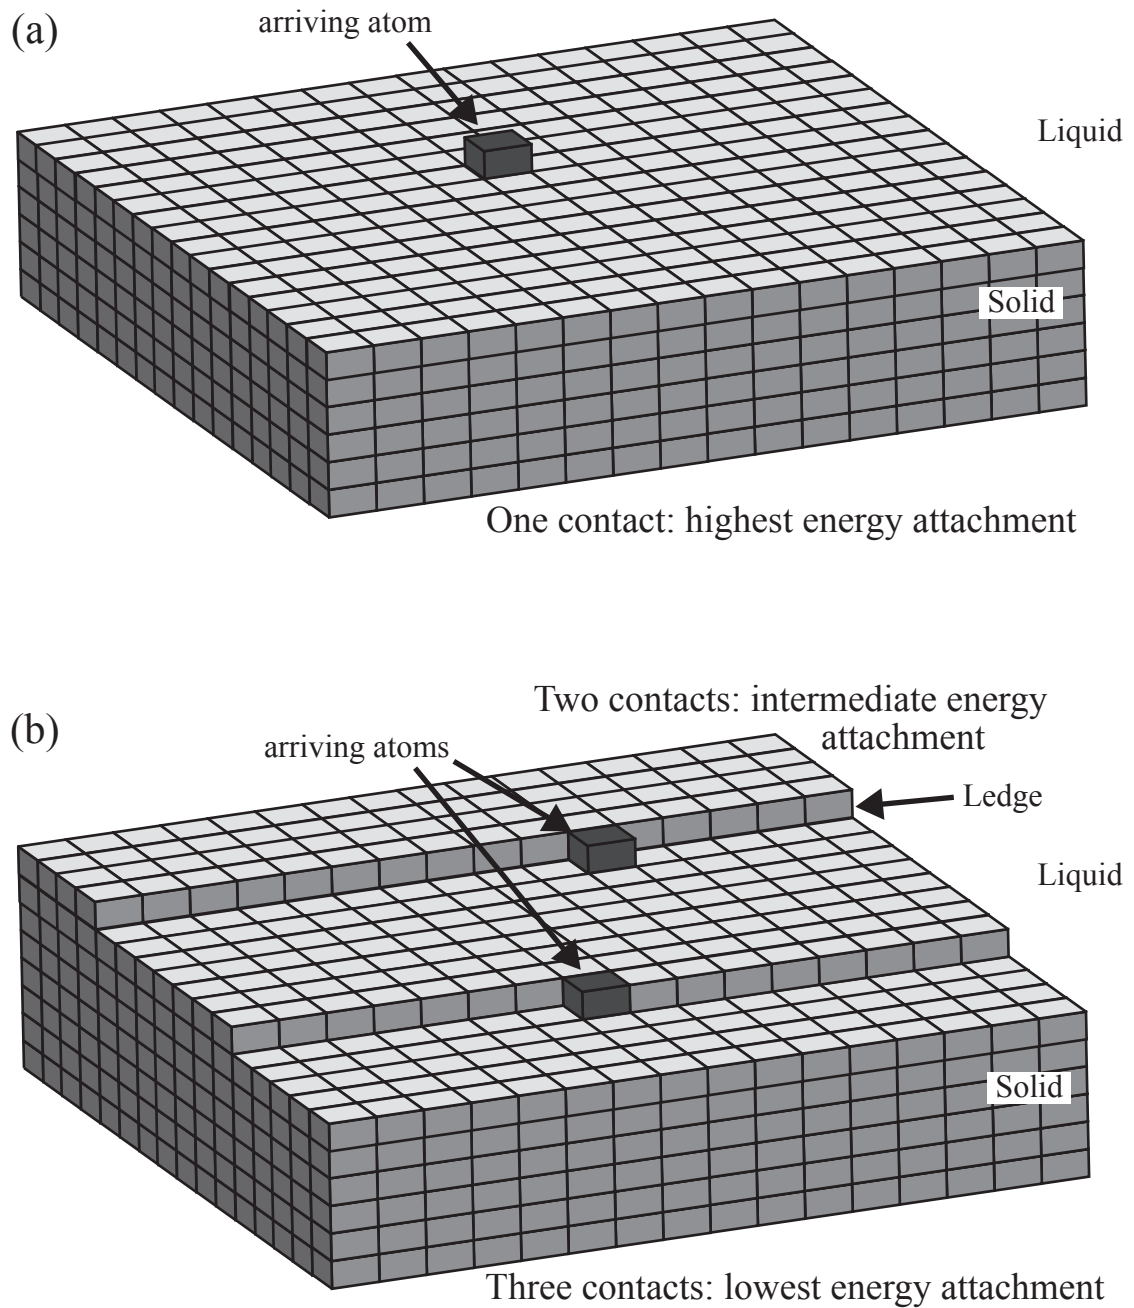 (a)
arriving atom
Liquid
Solid
One contact: highest energy attachment
Two contacts: intermediate energy
attachment
(b)
arriving atoms
Ledge
Liquid
Solid
Three contacts: lowest energy attachment